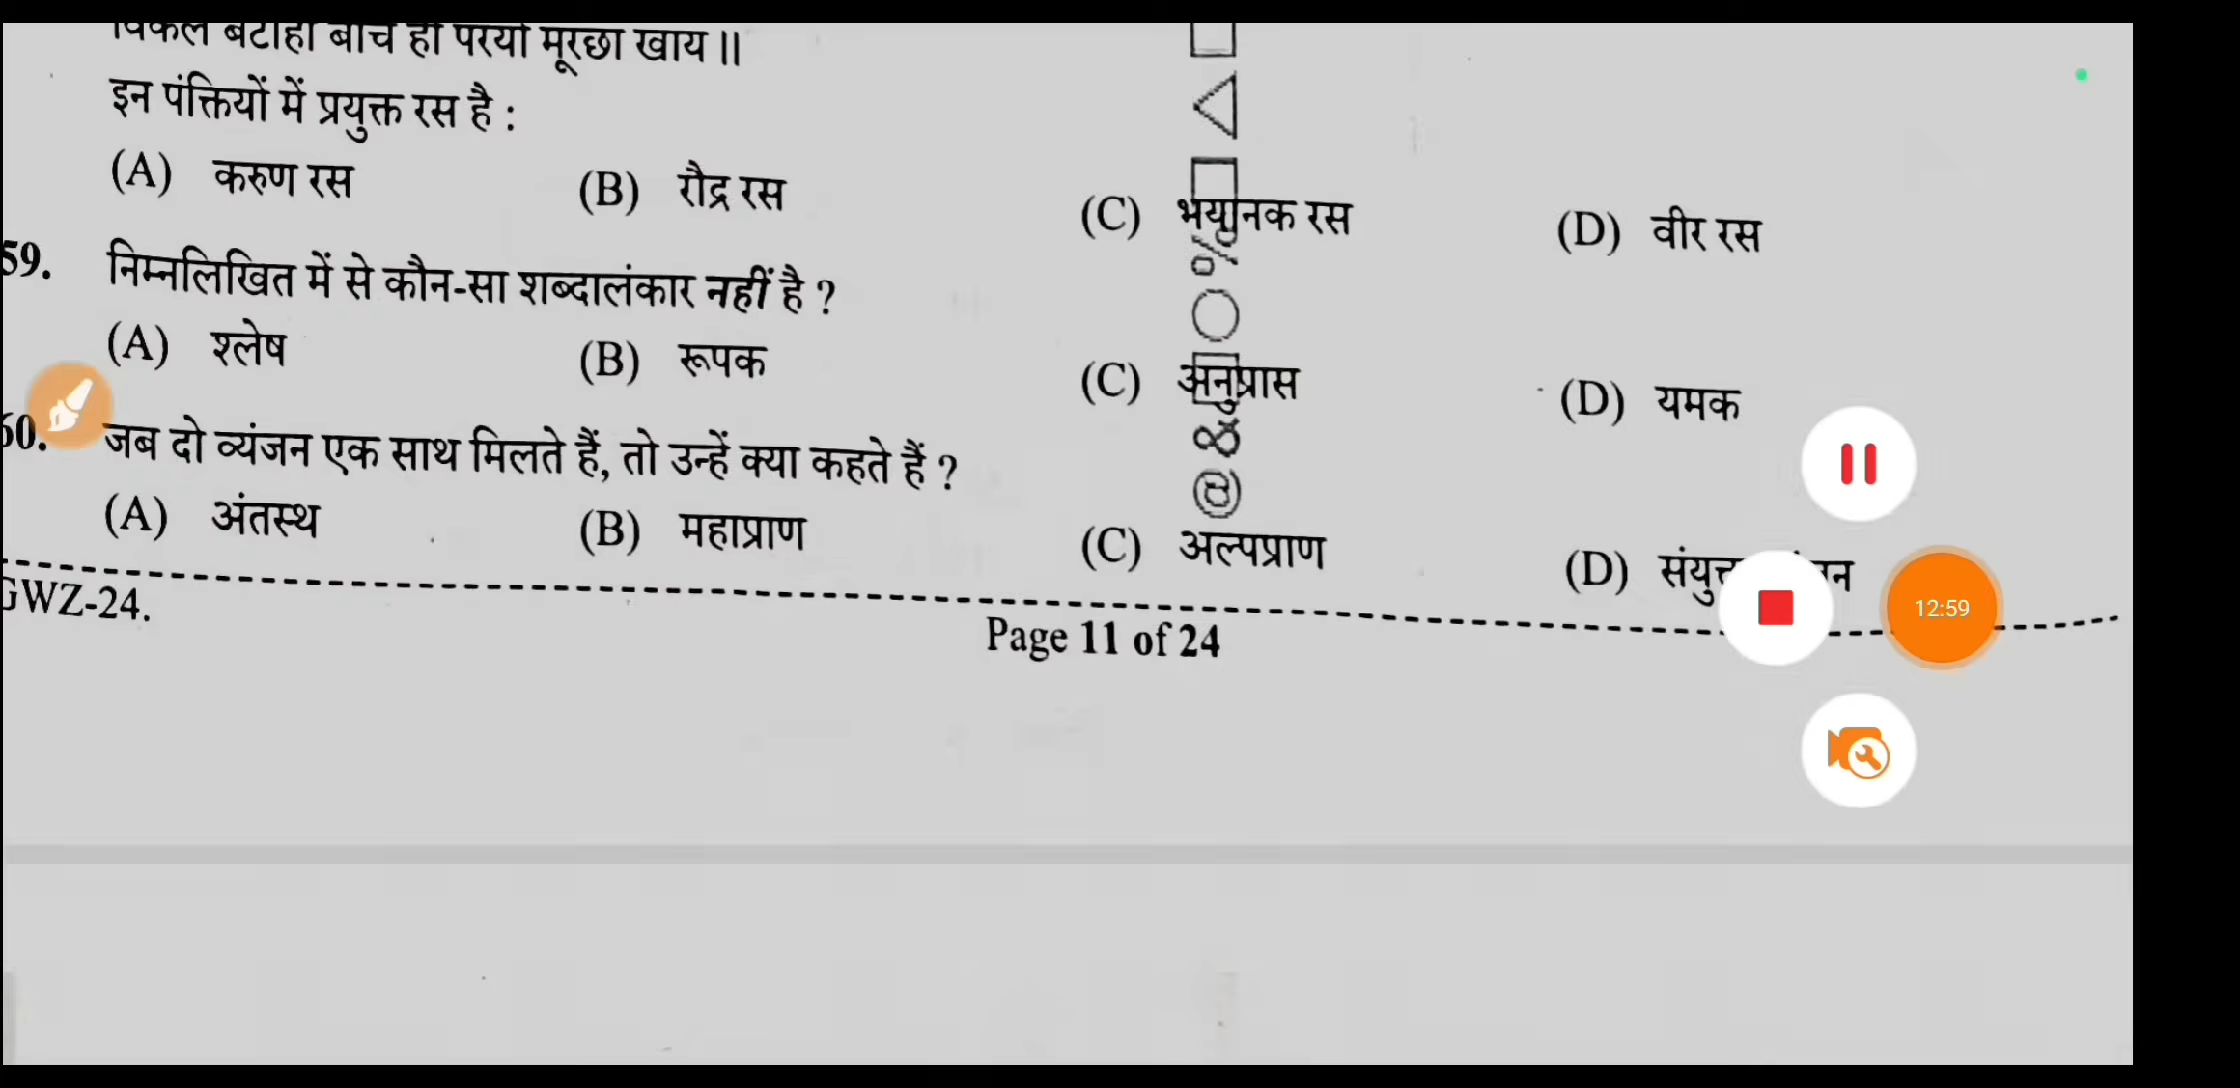 विकल बटोही बीच ही परयो मूरछा खाय ||
इन पंक्तियों में प्रयुक्त रस है :
(A) करुण रस (B) रौद्र रस (C) भयानक रस (D) वीर रस
59. निम्नलिखित में से कौन-सा शब्दालंकार नहीं है ?
(A) श्लेष (B) रूपक (C) अनुप्रास (D) यमक
60. जब दो व्यंजन एक साथ मिलते हैं, तो उन्हें क्या कहते हैं ?
(A) अंतस्थ (B) महाप्राण (C) अल्पप्राण (D)
GWZ-24.
Page 11 of 24
12:59